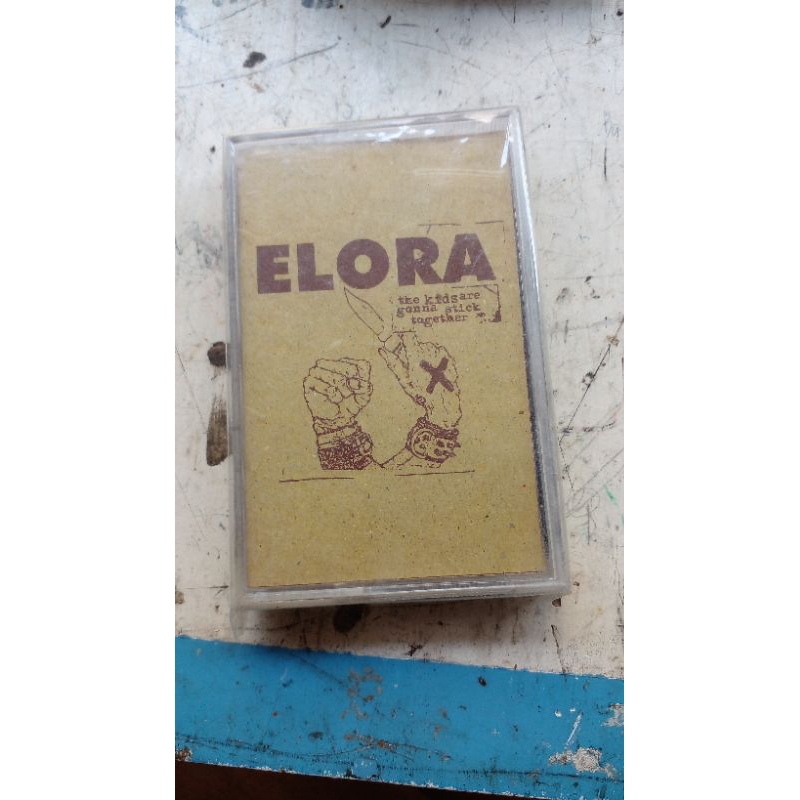 ELORA
the kids are
gonna stick
together
X